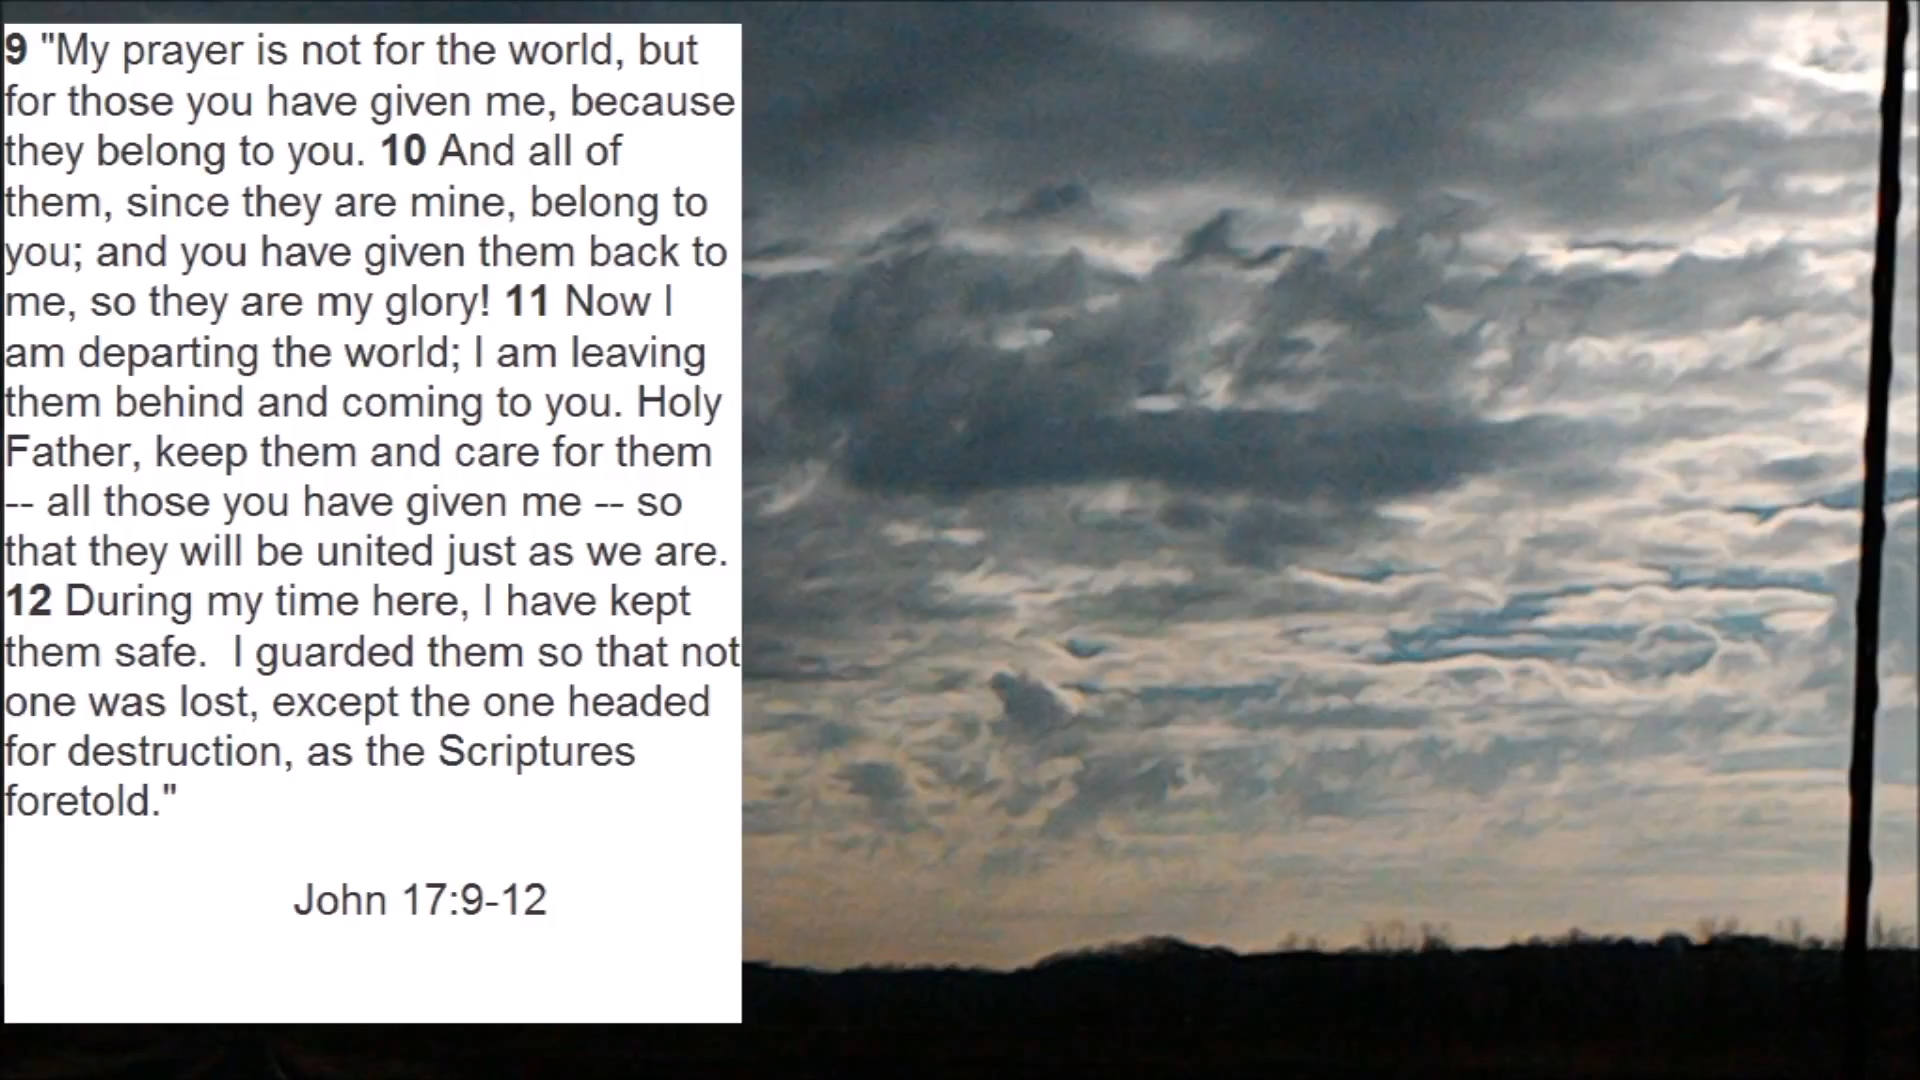 9 "My prayer is not for the world, but
for those you have given me, because
they belong to you. 10 And all of
them, since they are mine, belong to
you; and you have given them back to
me, so they are my glory! 11 Now I
am departing the world; I am leaving
them behind and coming to you. Holy
Father, keep them and care for them
-- all those you have given me -- so
that they will be united just as we are.
12 During my time here, I have kept
them safe.  I guarded them so that not
one was lost, except the one headed
for destruction, as the Scriptures
foretold."
John 17:9-12